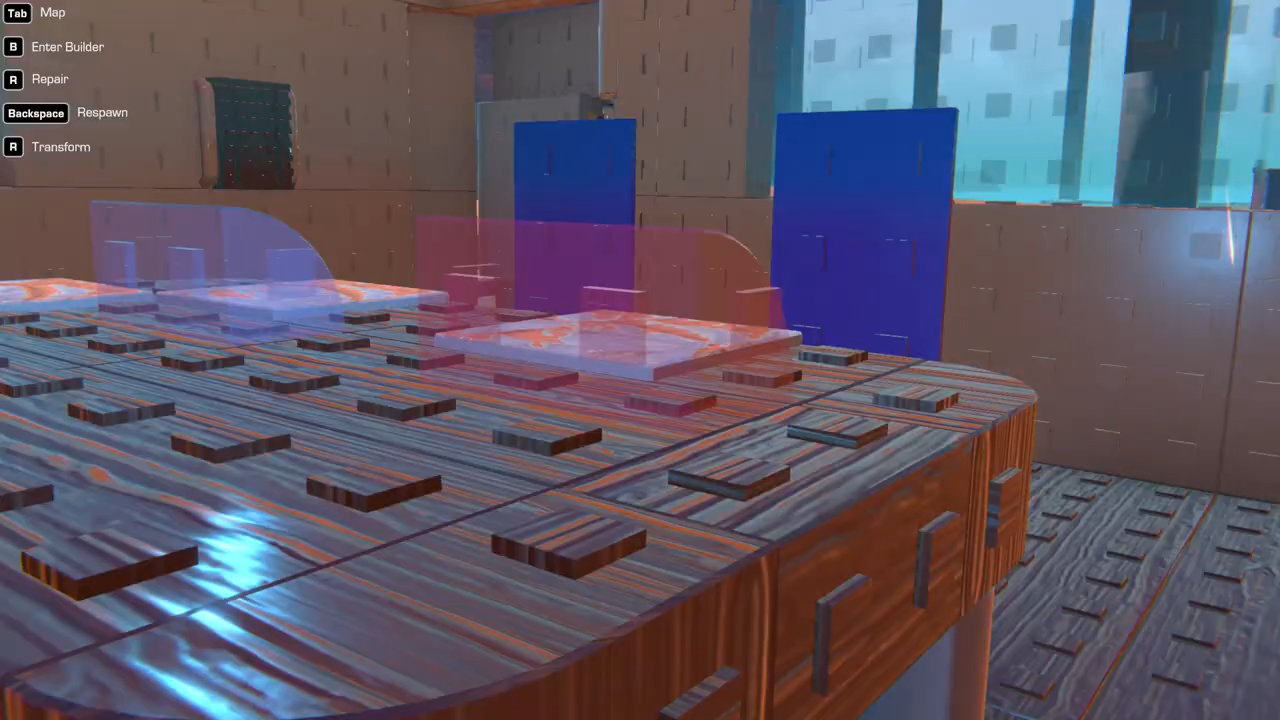 Tab Map
B Enter Builder
R Repair
Backspace Respawn
R Transform